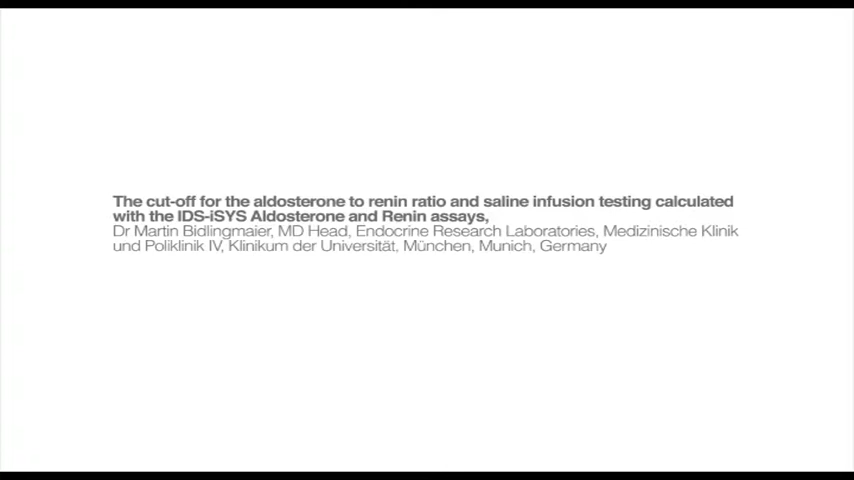 The cut-off for the aldosterone to renin ratio and saline infusion testing calculated
with the IDS-iSYS Aldosterone and Renin assays,
Dr Martin Bidlingmaier, MD Head, Endocrine Research Laboratories, Medizinische Klinik
und Poliklinik IV, Klinikum der Universität, München, Munich, Germany